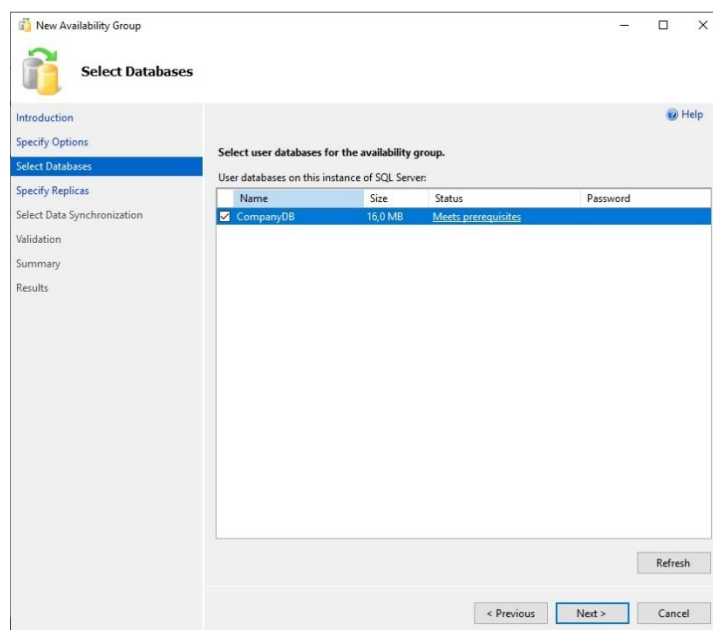 New Availability Group
Select Databases
Introduction
Specify Options
Select Databases
Specify Replicas
Select Data Synchronization
Validation
Summary
Results
Help
Select user databases for the availability group.
User databases on this instance of SQL Server:
Name Size Status Password
CompanyDB 16,0 MB Meets prerequisites
Refresh
< Previous Next > Cancel